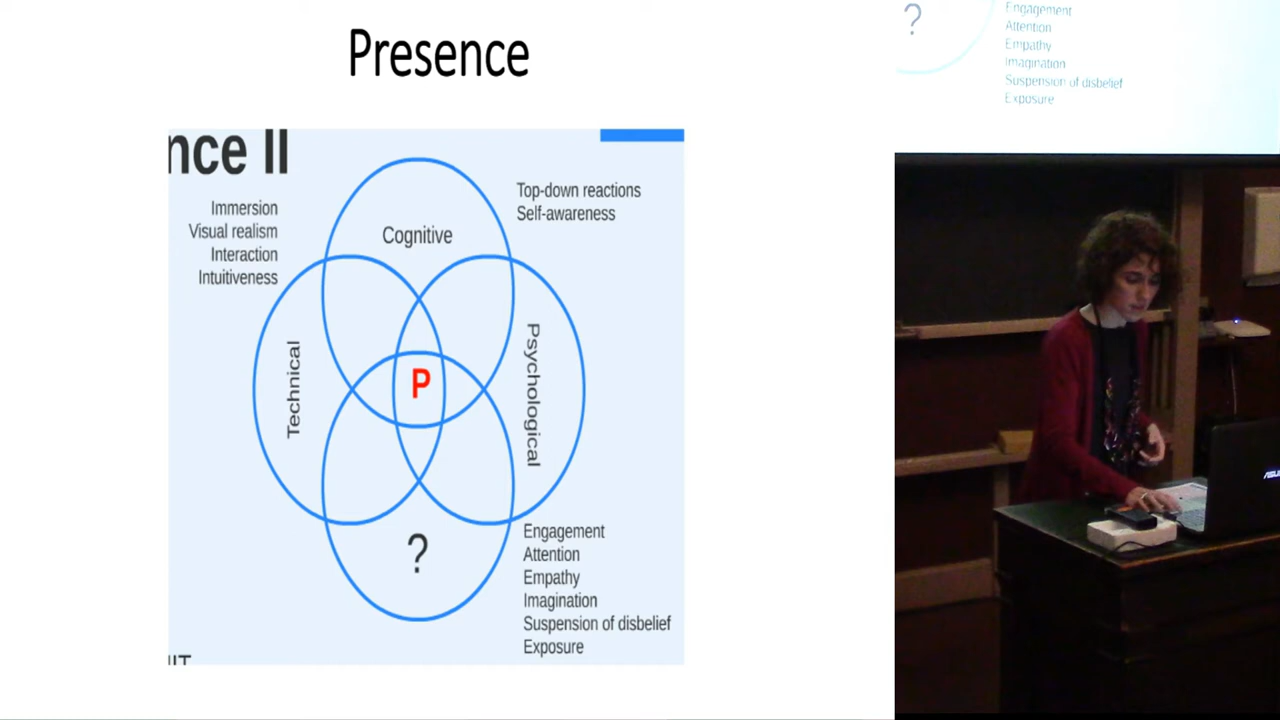 Presence
nce II
Immersion
Visual realism
Interaction
Intuitiveness
Top-down reactions
Self-awareness
Cognitive
Technical
P
Psychological
?
Engagement
Attention
Empathy
Imagination
Suspension of disbelief
Exposure
?
Engagement
Attention
Empathy
Imagination
Suspension of disbelief
Exposure